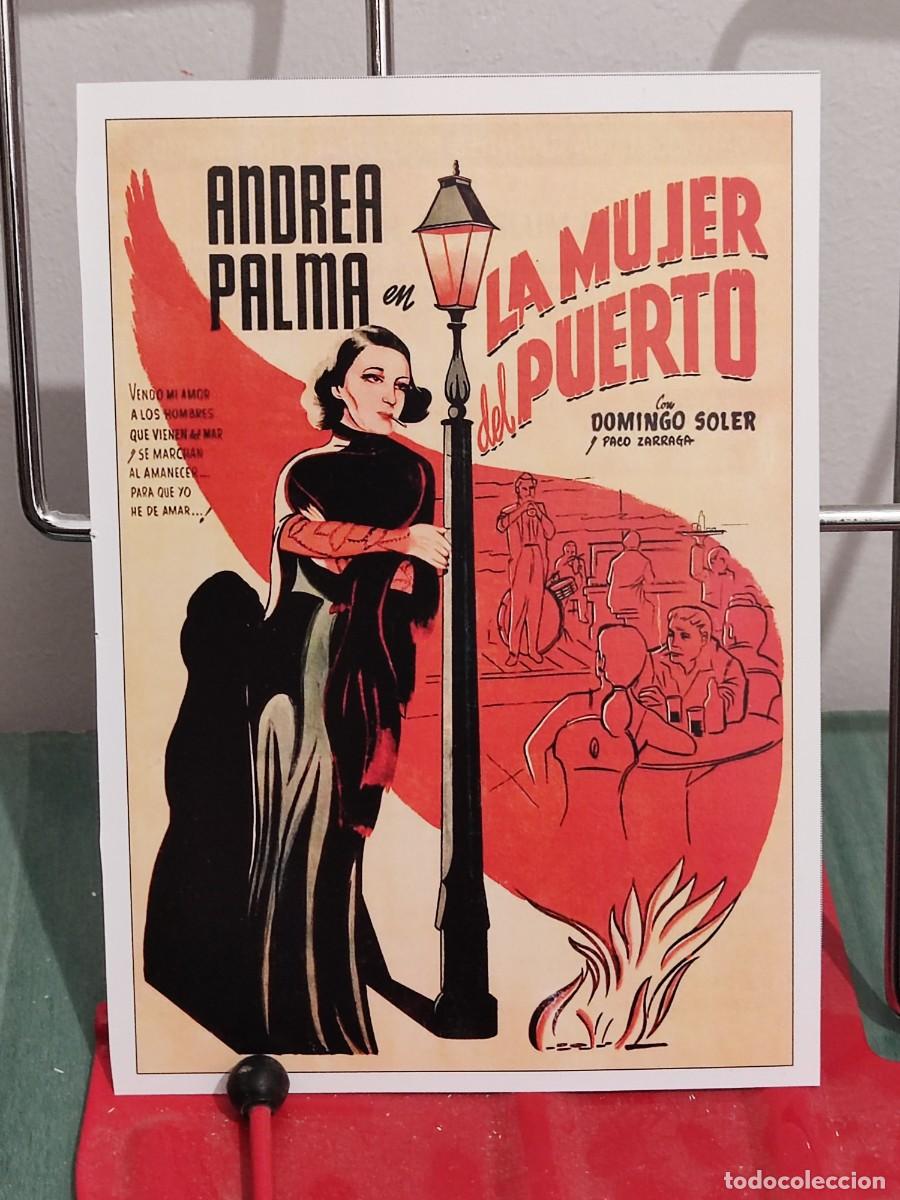 ANDREA
PALMA en
LA MUJER
del PUERTO
Con
DOMINGO SOLER
y PACO ZARRAGA
VENDO MI AMOR
A LOS HOMBRES
QUE VIENEN del MAR
y SE MARCHAN
AL AMANECER...
PARA QUE YO
HE DE AMAR...!
todocoleccion